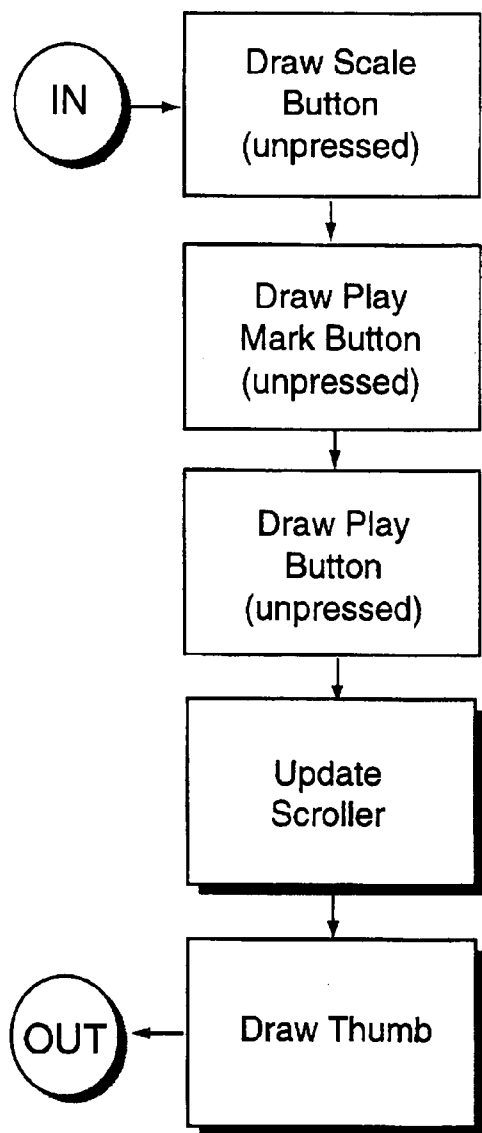 IN
Draw Scale
Button
(unpressed)
Draw Play
Mark Button
(unpressed)
Draw Play
Button
(unpressed)
Update
Scroller
Draw Thumb
OUT